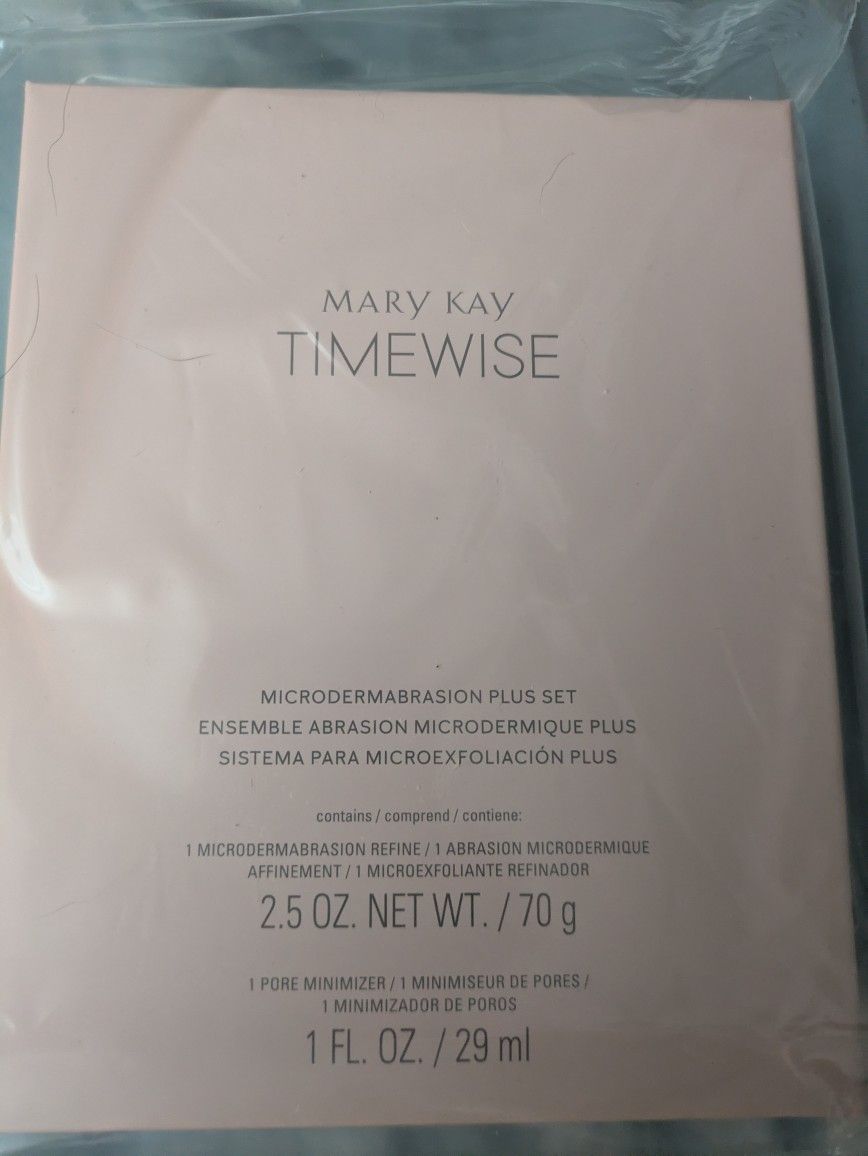 MARY KAY
TIMEWISE
MICRODERMABRASION PLUS SET
ENSEMBLE ABRASION MICRODERMIQUE PLUS
SISTEMA PARA MICROEXFOLIACIÓN PLUS
contains / comprend / contiene:
1 MICRODERMABRASION REFINE / 1 ABRASION MICRODERMIQUE
AFFINEMENT / 1 MICROEXFOLIANTE REFINADOR
2.5 OZ. NET WT. / 70 g
1 PORE MINIMIZER / 1 MINIMISEUR DE PORES /
1 MINIMIZADOR DE POROS
1 FL. OZ. / 29 ml